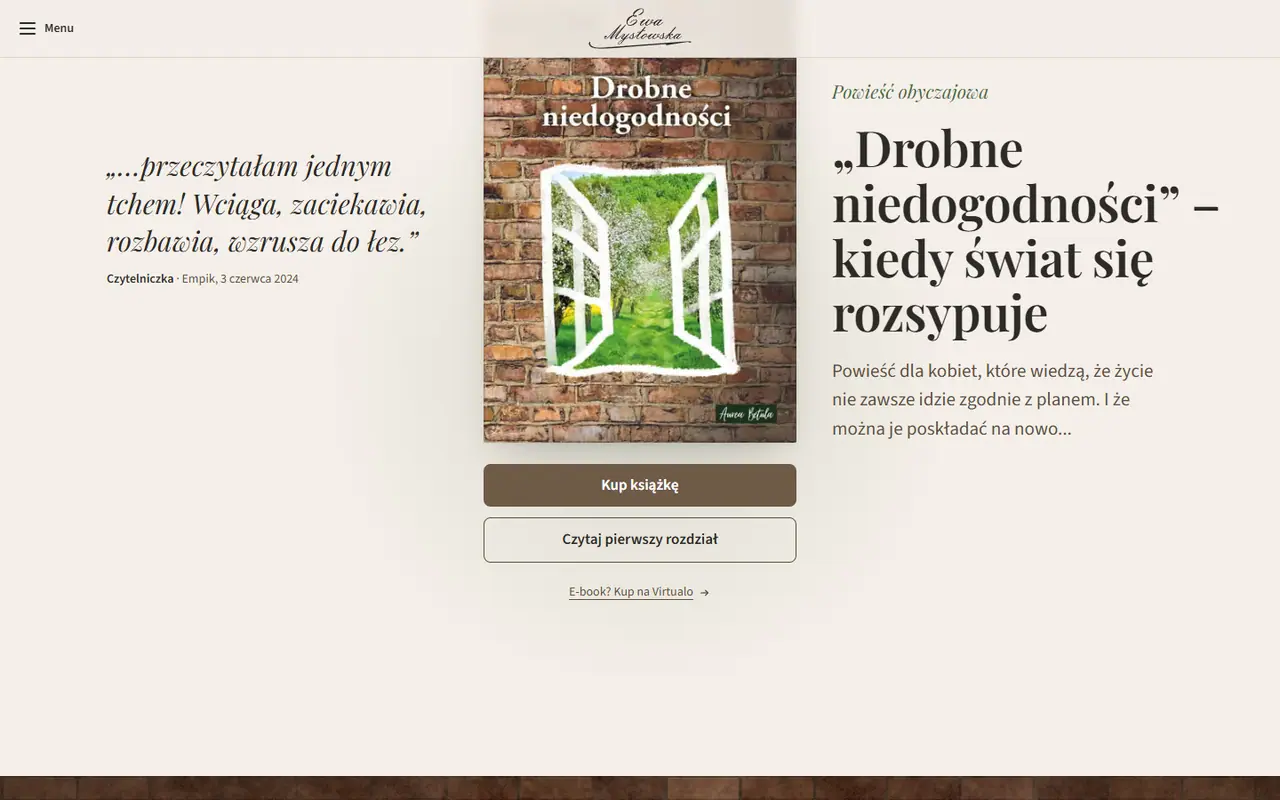 Menu
Ewa
Mysłowska
„…przeczytałam jednym
tchem! Wciąga, zaciekawia,
rozbawia, wzrusza do łez.”
Czytelniczka · Empik, 3 czerwca 2024
Drobne
niedogodności
Aurea Betula
Kup książkę
Czytaj pierwszy rozdział
E-book? Kup na Virtualo →
Powieść obyczajowa
„Drobne
niedogodności” –
kiedy świat się
rozsypuje
Powieść dla kobiet, które wiedzą, że życie
nie zawsze idzie zgodnie z planem. I że
można je poskładać na nowo...